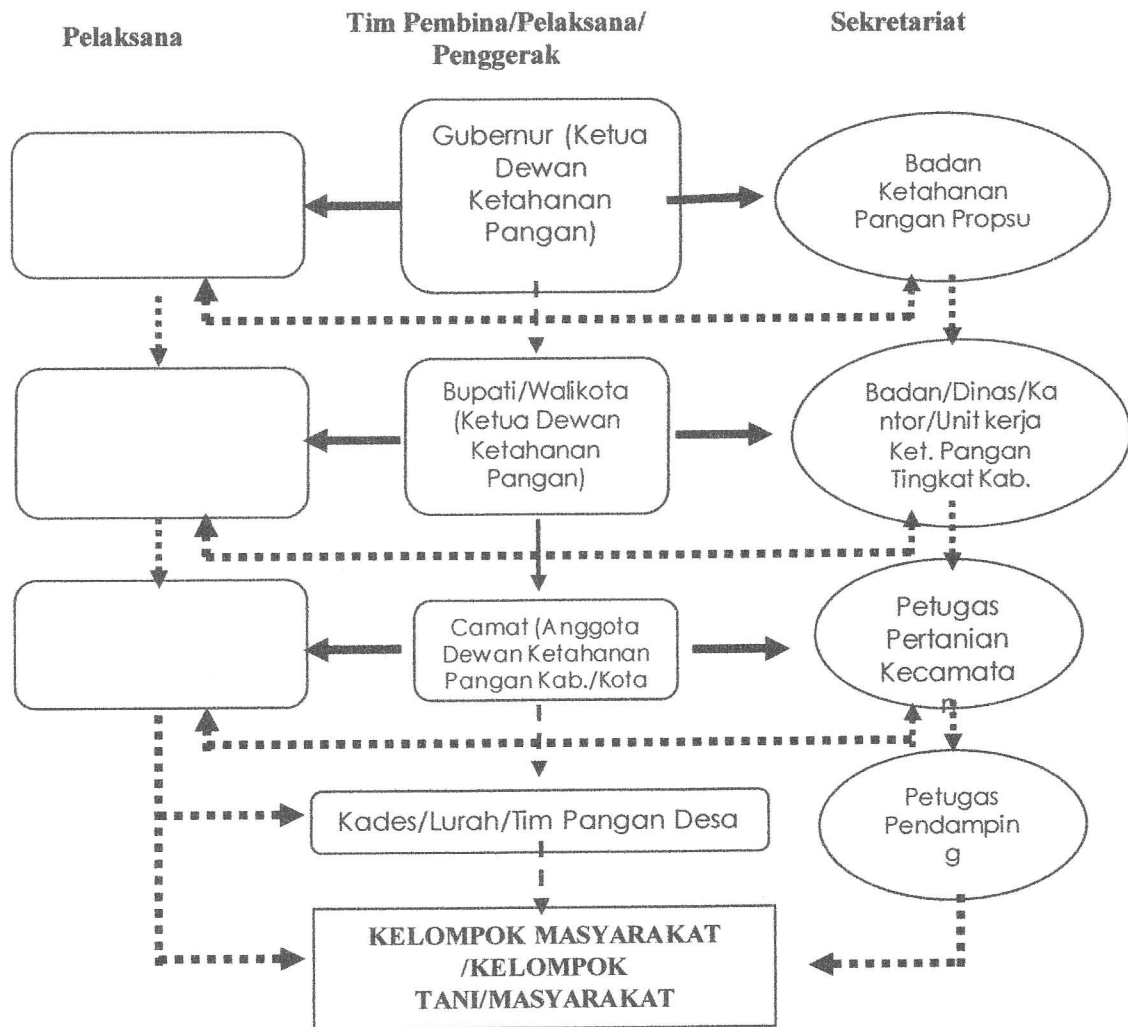 Pelaksana
Tim Pembina/Pelaksana/
Penggerak
Sekretariat
Gubernur (Ketua
Dewan
Ketahanan
Pangan)
Badan
Ketahanan
Pangan Propsu
Bupati/Walikota
(Ketua Dewan
Ketahanan
Pangan)
Badan/Dinas/Ka
ntor/Unit kerja
Ket. Pangan
Tingkat Kab.
Camat (Anggota
Dewan Ketahanan
Pangan Kab./Kota
Petugas
Pertanian
Kecamata
n
Kades/Lurah/Tim Pangan Desa
Petugas
Pendampin
g
KELOMPOK MASYARAKAT
/KELOMPOK
TANI/MASYARAKAT